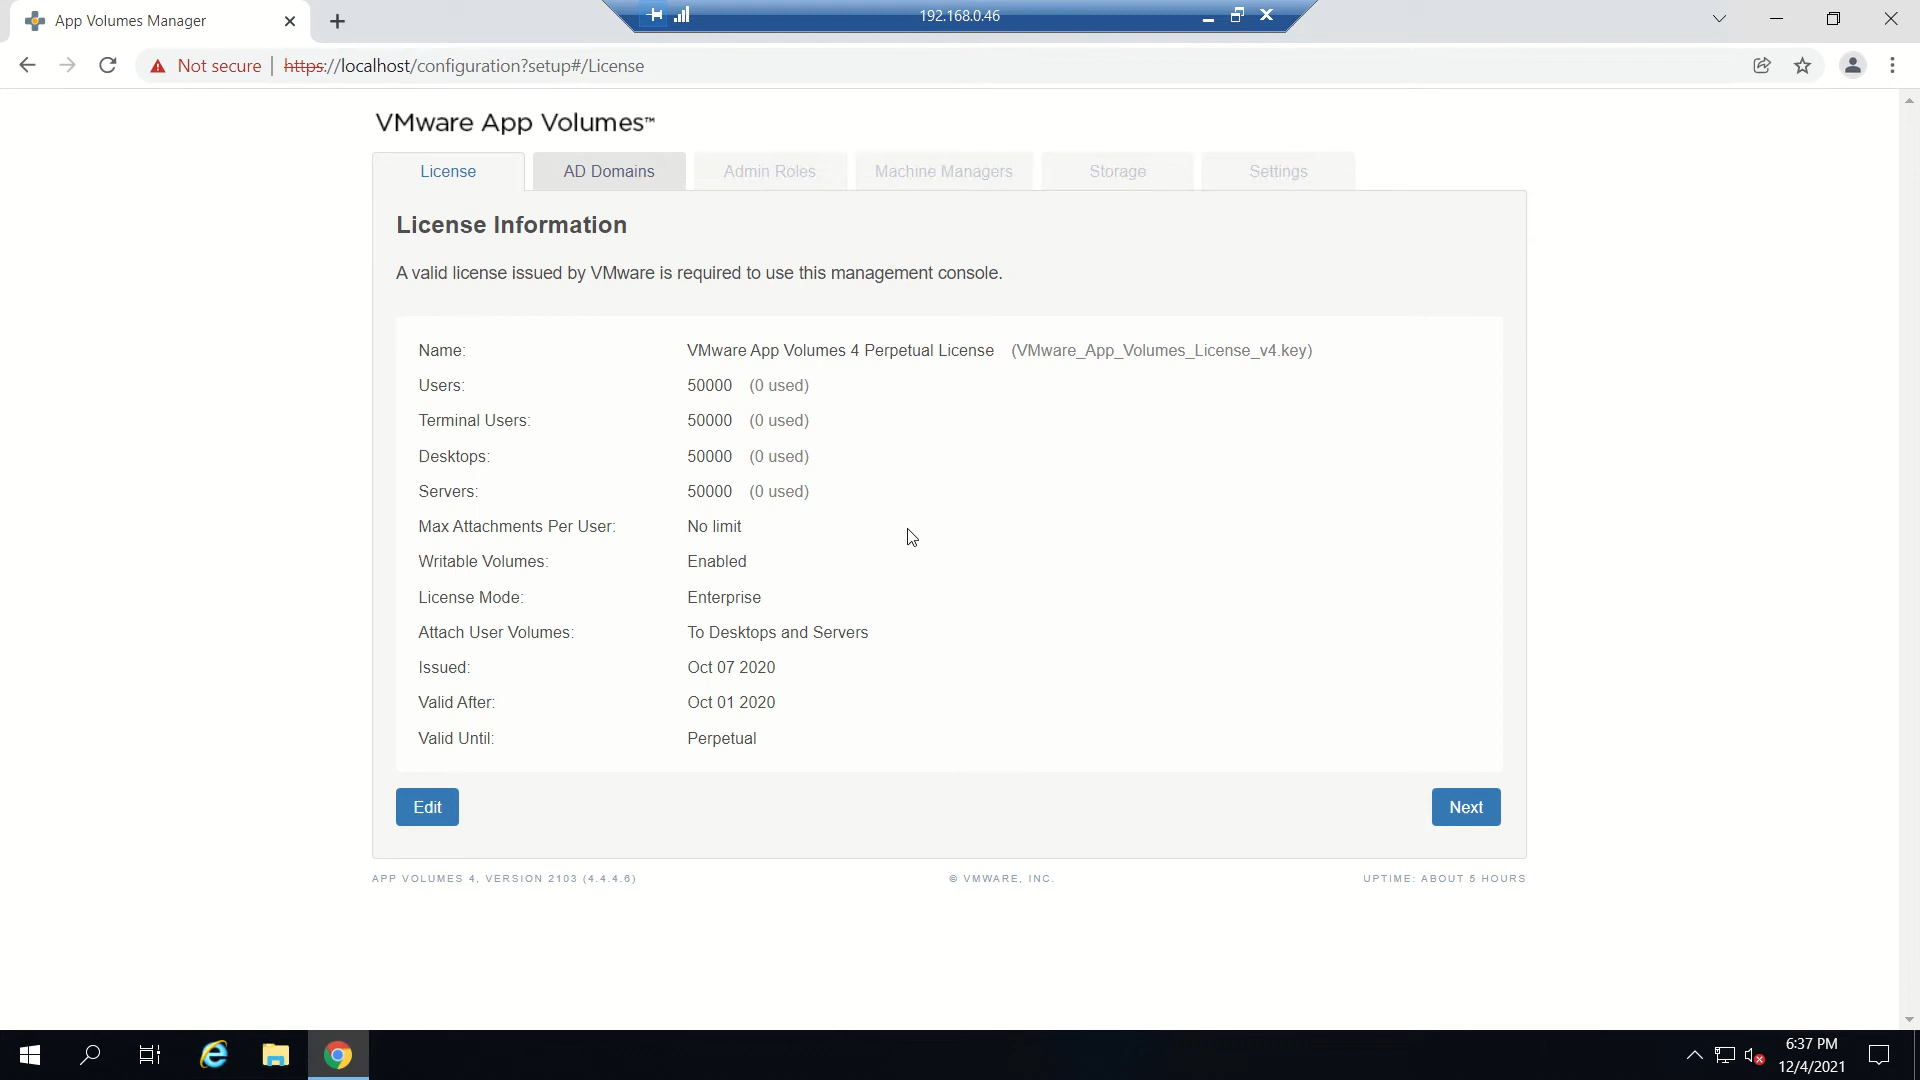 App Volumes Manager
192.168.0.46
Not secure | https://localhost/configuration?setup#/License
VMware App Volumes™
License AD Domains Admin Roles Machine Managers Storage Settings
License Information
A valid license issued by VMware is required to use this management console.
Name: VMware App Volumes 4 Perpetual License (VMware_App_Volumes_License_v4.key)
Users: 50000 (0 used)
Terminal Users: 50000 (0 used)
Desktops: 50000 (0 used)
Servers: 50000 (0 used)
Max Attachments Per User: No limit
Writable Volumes: Enabled
License Mode: Enterprise
Attach User Volumes: To Desktops and Servers
Issued: Oct 07 2020
Valid After: Oct 01 2020
Valid Until: Perpetual
Edit Next
APP VOLUMES 4, VERSION 2103 (4.4.4.6) © VMWARE, INC. UPTIME: ABOUT 5 HOURS
6:37 PM
12/4/2021